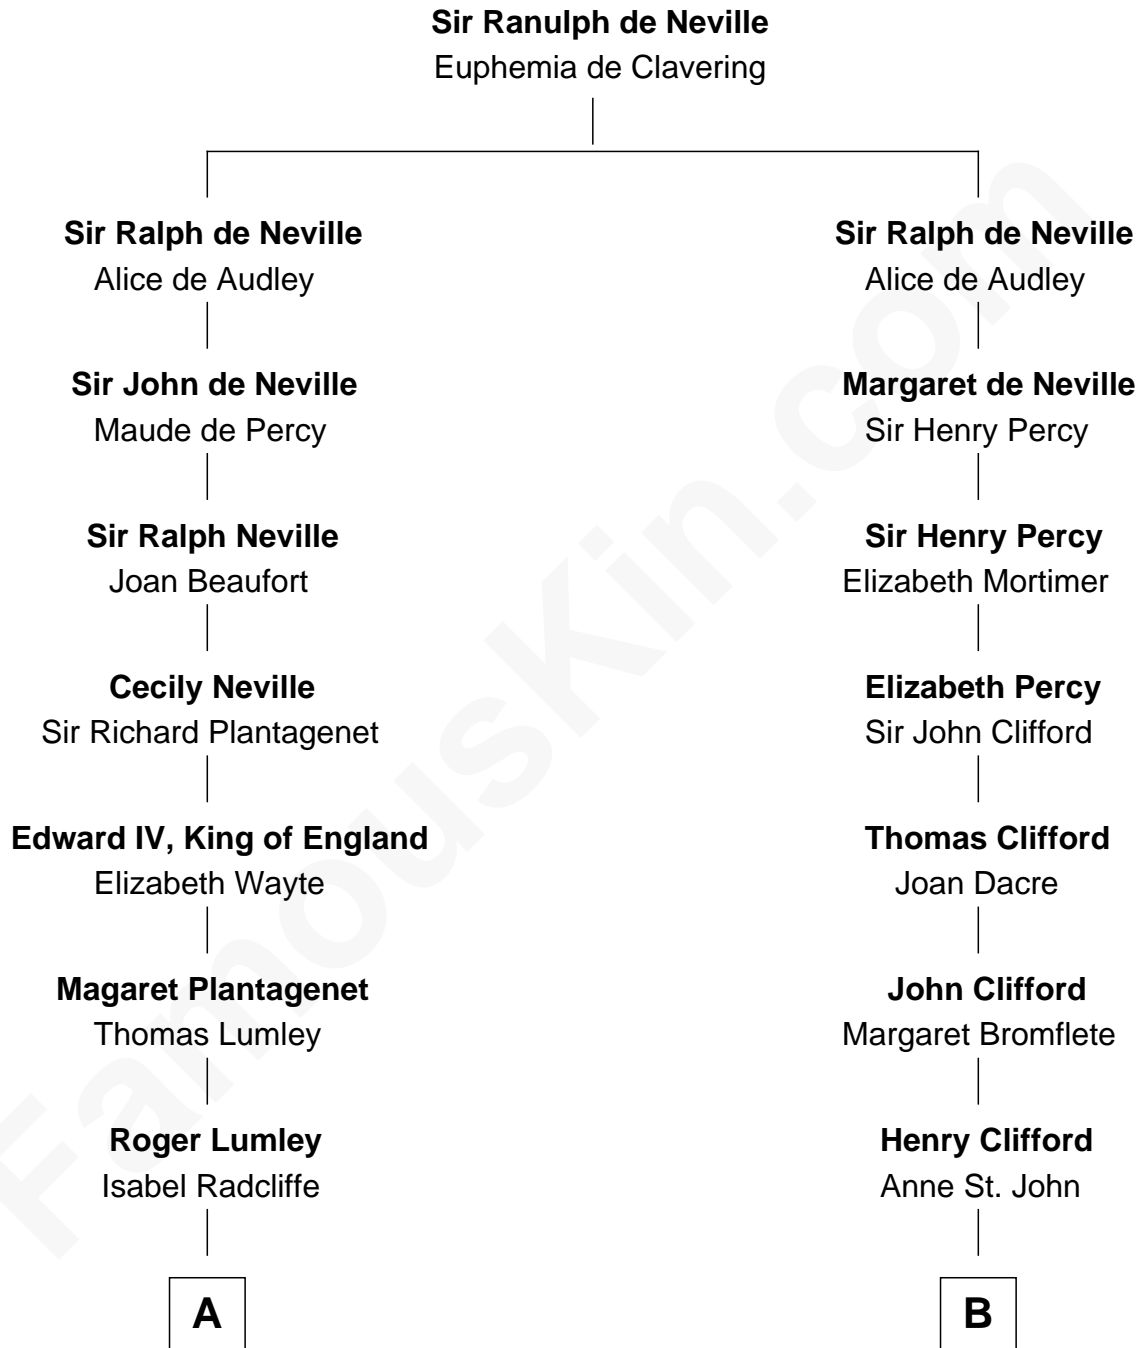 Sir Ranulph de Neville
Euphemia de Clavering
Sir Ralph de Neville
Alice de Audley
Sir Ralph de Neville
Alice de Audley
Sir John de Neville
Maude de Percy
Margaret de Neville
Sir Henry Percy
Sir Ralph Neville
Joan Beaufort
Sir Henry Percy
Elizabeth Mortimer
Cecily Neville
Sir Richard Plantagenet
Elizabeth Percy
Sir John Clifford
Edward IV, King of England
Elizabeth Wayte
Thomas Clifford
Joan Dacre
Magaret Plantagenet
Thomas Lumley
John Clifford
Margaret Bromflete
Roger Lumley
Isabel Radcliffe
Henry Clifford
Anne St. John
A
B
FamousKin.com